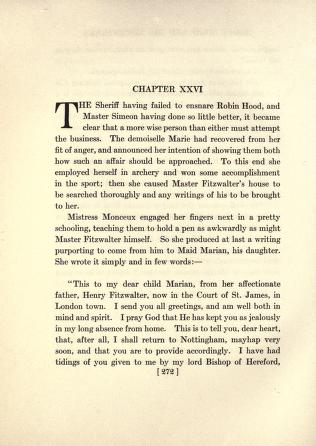 CHAPTER XXVI
THE Sheriff having failed to ensnare Robin Hood, and
Master Simeon having done so little better, it became
clear that a more wise person than either must attempt
the business. The demoiselle Marie had recovered from her
fit of anger, and announced her intention of showing them both
how such an affair should be approached. To this end she
employed herself in archery and won some accomplishment
in the sport; then she caused Master Fitzwalter's house to
be searched thoroughly and any writings of his to be brought
to her.
Mistress Monceux engaged her fingers next in a pretty
schooling, teaching them to hold a pen as awkwardly as might
Master Fitzwalter himself. So she produced at last a writing
purporting to come from him to Maid Marian, his daughter.
She wrote it simply and in few words:—
"This to my dear child Marian, from her affectionate
father, Henry Fitzwalter, now in the Court of St. James, in
London town. I send you all greetings, and am well both in
mind and spirit. I pray God that He has kept you as jealously
in my long absence from home. This is to tell you, dear heart,
that, after all, I shall return to Nottingham, mayhap very
soon, and that you are to provide accordingly. I have had
tidings of you given to me by my lord Bishop of Hereford,
[ 272 ]